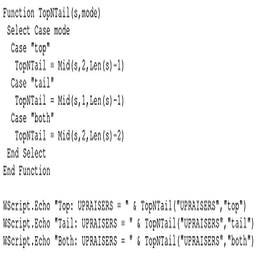 Function TopNTail(s,mode)
Select Case mode
Case "top"
TopNTail = Mid(s,2,Len(s)-1)
Case "tail"
TopNTail = Mid(s,1,Len(s)-1)
Case "both"
TopNTail = Mid(s,2,Len(s)-2)
End Select
End Function
WScript.Echo "Top: UPRAISERS = " & TopNTail("UPRAISERS","top")
WScript.Echo "Tail: UPRAISERS = " & TopNTail("UPRAISERS","tail")
WScript.Echo "Both: UPRAISERS = " & TopNTail("UPRAISERS","both")